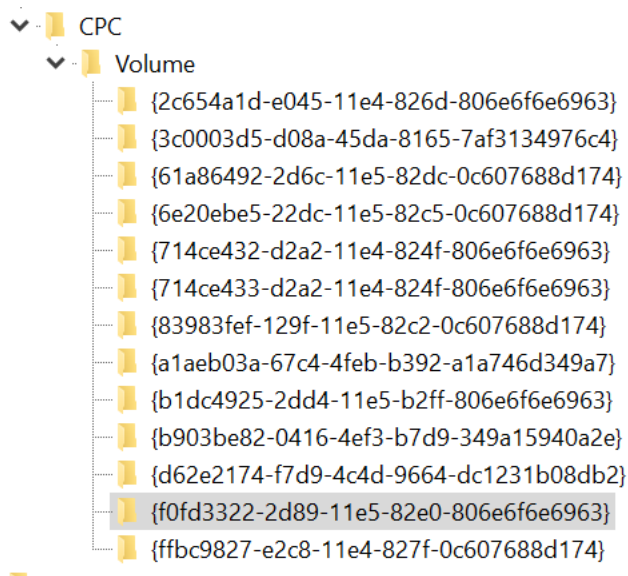 CPC
Volume
{2c654a1d-e045-11e4-826d-806e6f6e6963}
{3c0003d5-d08a-45da-8165-7af3134976c4}
{61a86492-2d6c-11e5-82dc-0c607688d174}
{6e20ebe5-22dc-11e5-82c5-0c607688d174}
{714ce432-d2a2-11e4-824f-806e6f6e6963}
{714ce433-d2a2-11e4-824f-806e6f6e6963}
{83983fef-129f-11e5-82c2-0c607688d174}
{a1aeb03a-67c4-4feb-b392-a1a746d349a7}
{b1dc4925-2dd4-11e5-b2ff-806e6f6e6963}
{b903be82-0416-4ef3-b7d9-349a15940a2e}
{d62e2174-f7d9-4c4d-9664-dc1231b08db2}
{f0fd3322-2d89-11e5-82e0-806e6f6e6963}
{ffbc9827-e2c8-11e4-827f-0c607688d174}